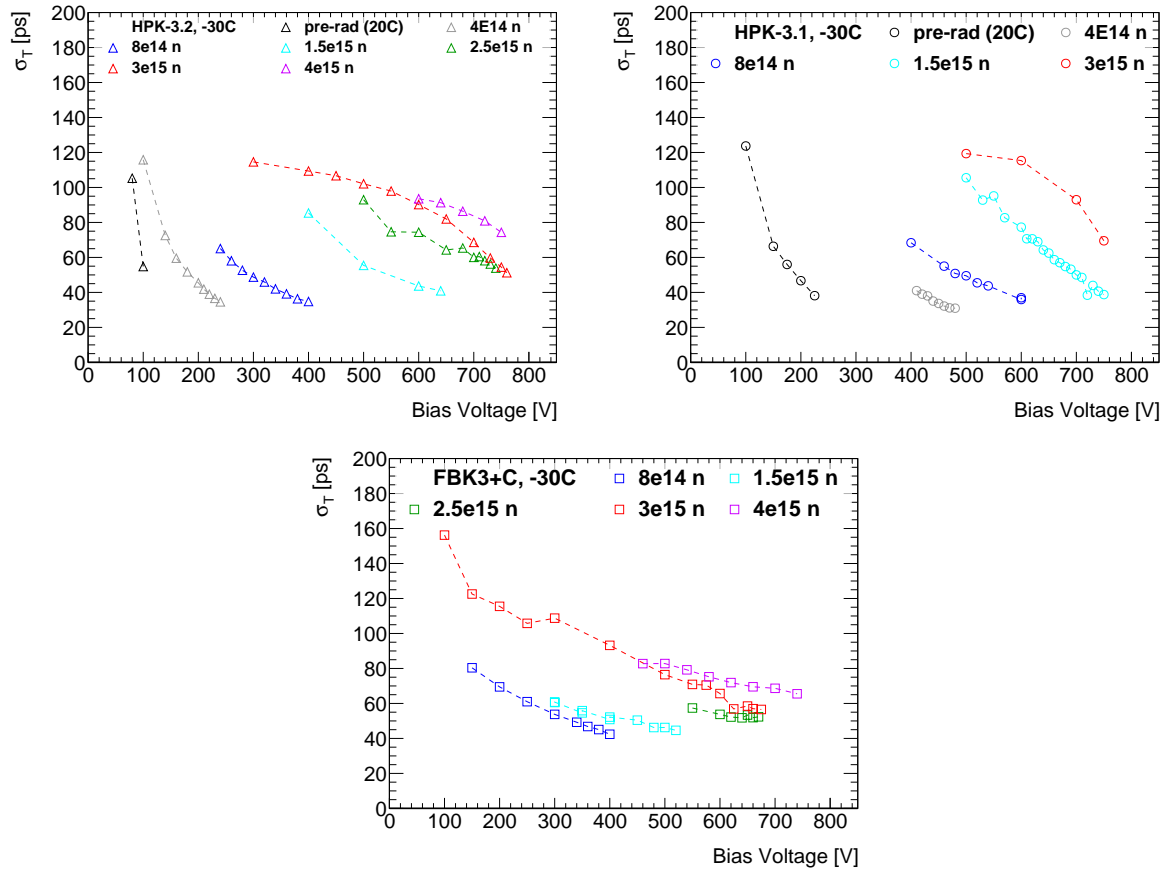 HPK-3.2, -30C pre-rad (20C) 4E14 n
8e14 n 1.5e15 n 2.5e15 n
3e15 n 4e15 n
σT [ps]
200
180
160
140
120
100
80
60
40
20
0
0 100 200 300 400 500 600 700 800
Bias Voltage [V]
HPK-3.1, -30C pre-rad (20C) 4E14 n
8e14 n 1.5e15 n 3e15 n
σT [ps]
200
180
160
140
120
100
80
60
40
20
0
0 100 200 300 400 500 600 700 800
Bias Voltage [V]
FBK3+C, -30C 8e14 n 1.5e15 n
2.5e15 n 3e15 n 4e15 n
σT [ps]
200
180
160
140
120
100
80
60
40
20
0
0 100 200 300 400 500 600 700 800
Bias Voltage [V]